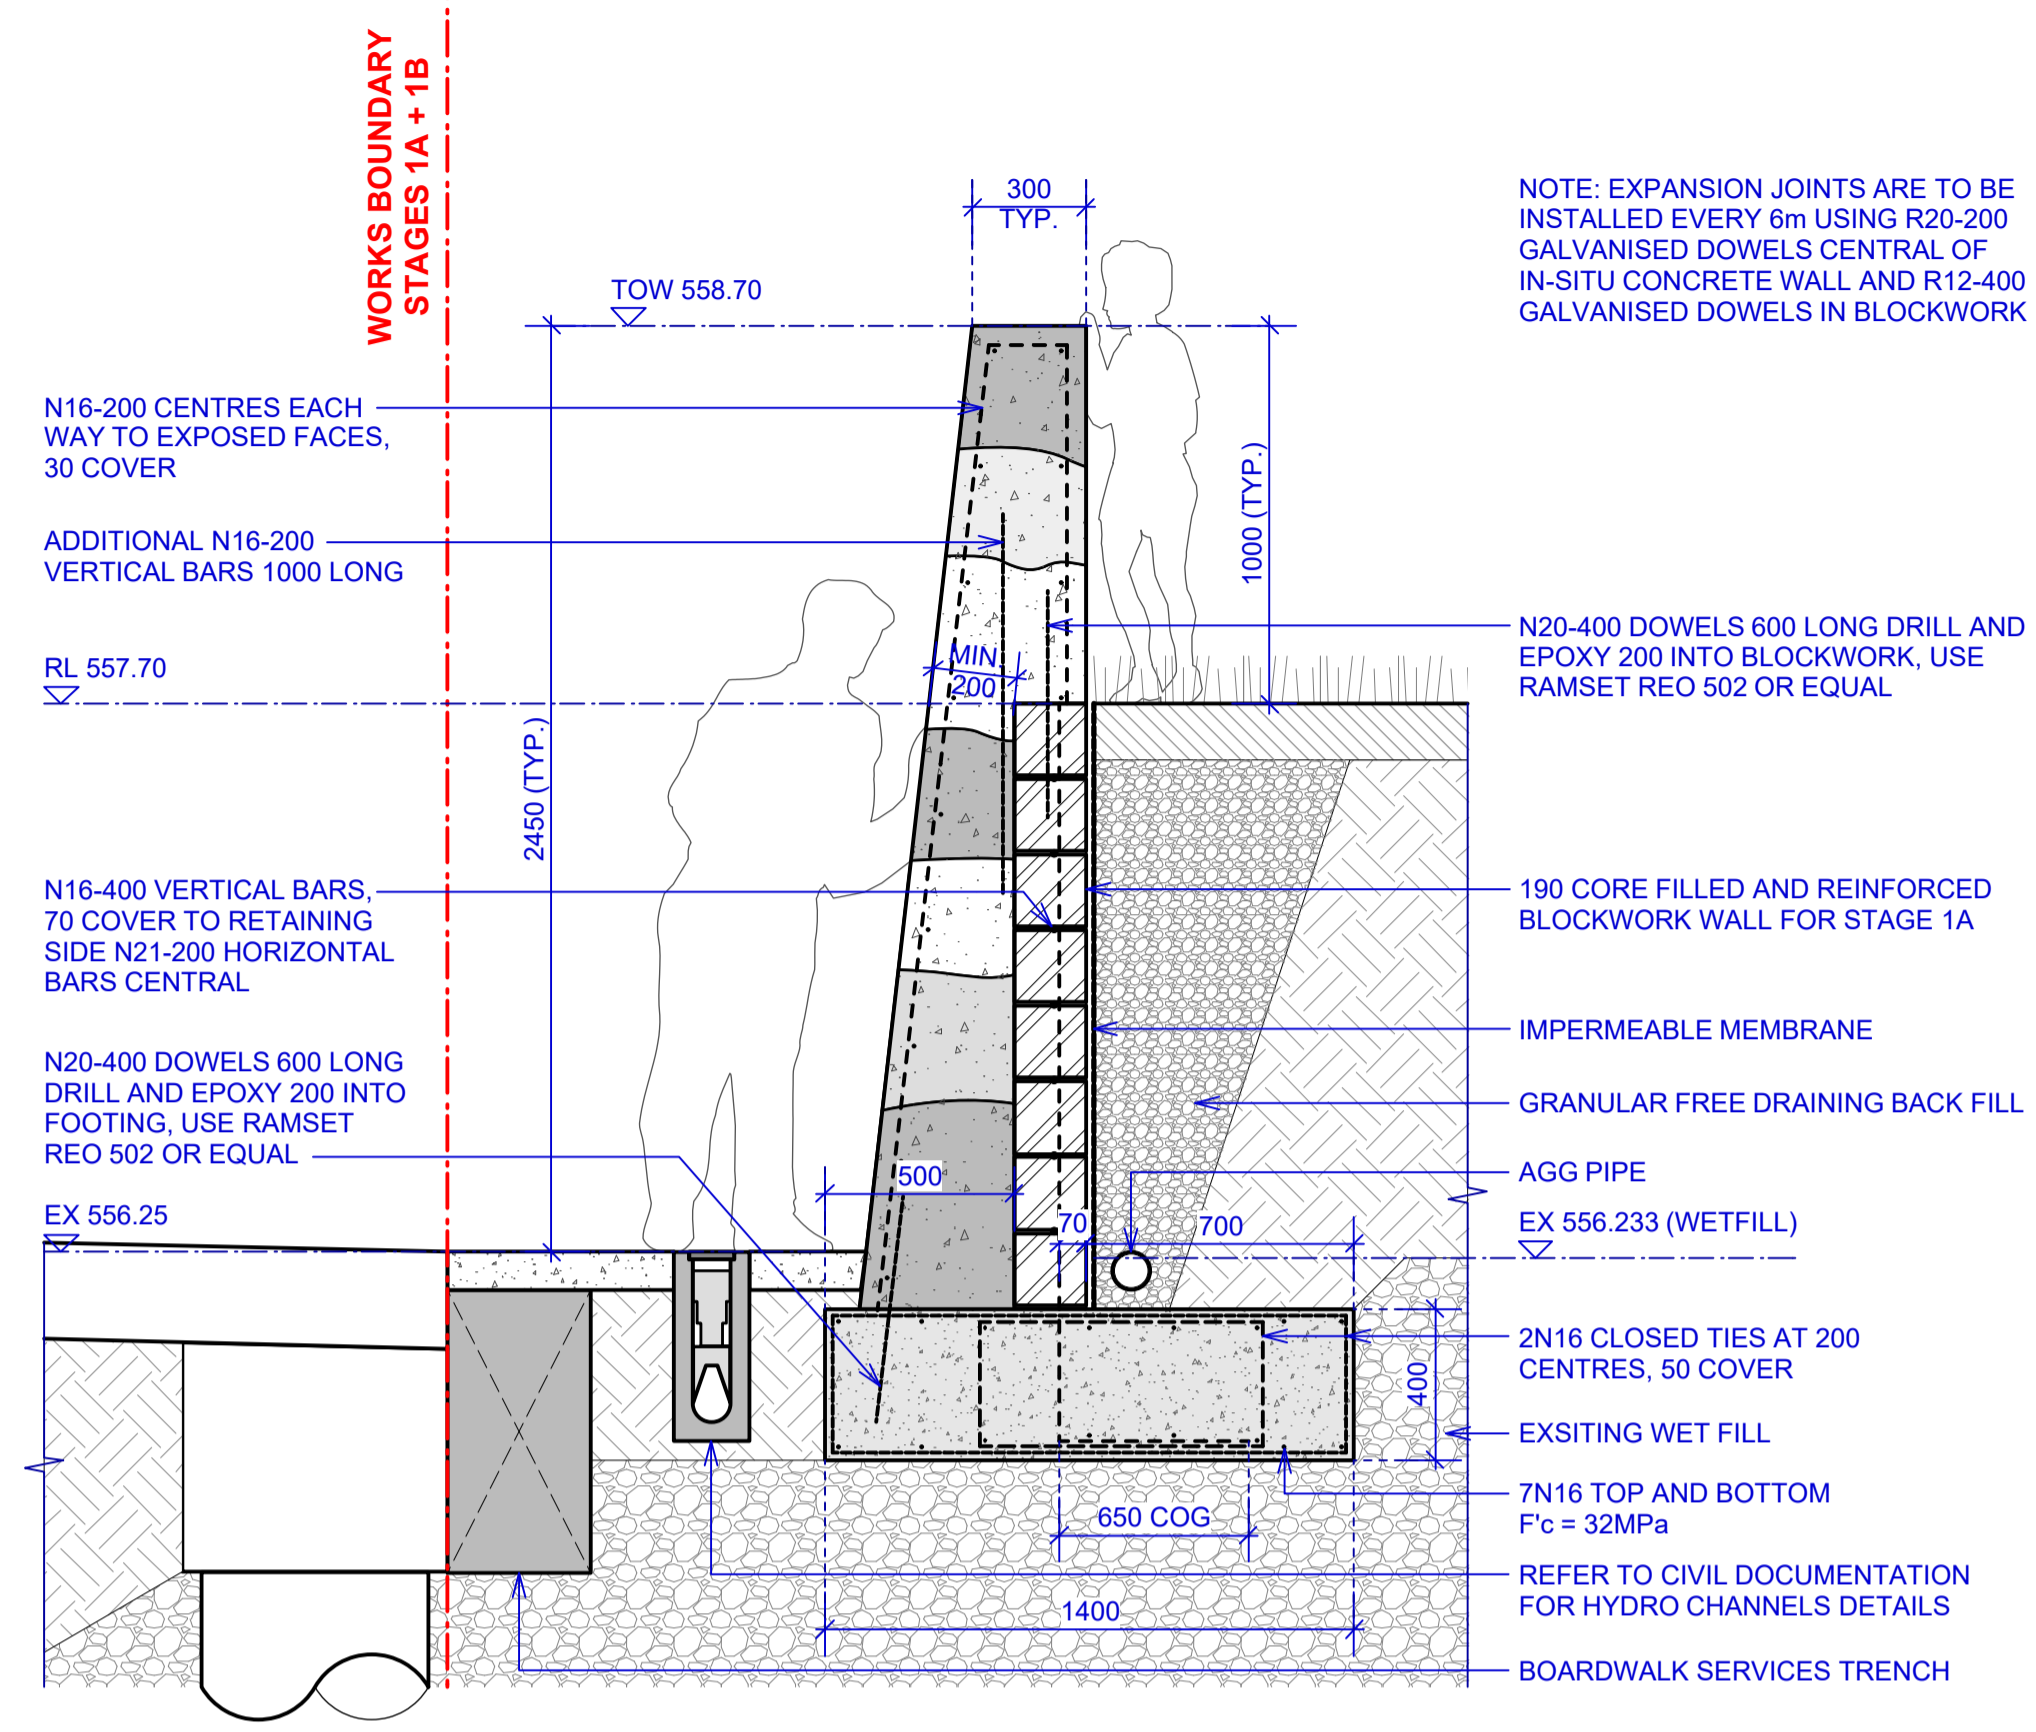 WORKS BOUNDARY
STAGES 1A + 1B
300
TYP.
NOTE: EXPANSION JOINTS ARE TO BE
INSTALLED EVERY 6m USING R20-200
GALVANISED DOWELS CENTRAL OF
IN-SITU CONCRETE WALL AND R12-400
GALVANISED DOWELS IN BLOCKWORK
TOW 558.70
N16-200 CENTRES EACH
WAY TO EXPOSED FACES,
30 COVER
ADDITIONAL N16-200
VERTICAL BARS 1000 LONG
1000 (TYP.)
N20-400 DOWELS 600 LONG DRILL AND
EPOXY 200 INTO BLOCKWORK, USE
RAMSET REO 502 OR EQUAL
MIN.
200
RL 557.70
2450 (TYP.)
N16-400 VERTICAL BARS,
70 COVER TO RETAINING
SIDE N21-200 HORIZONTAL
BARS CENTRAL
190 CORE FILLED AND REINFORCED
BLOCKWORK WALL FOR STAGE 1A
IMPERMEABLE MEMBRANE
N20-400 DOWELS 600 LONG
DRILL AND EPOXY 200 INTO
FOOTING, USE RAMSET
REO 502 OR EQUAL
GRANULAR FREE DRAINING BACK FILL
500
AGG PIPE
EX 556.25
70
700
EX 556.233 (WETFILL)
2N16 CLOSED TIES AT 200
CENTRES, 50 COVER
400
EXSITING WET FILL
7N16 TOP AND BOTTOM
F'c = 32MPa
650 COG
REFER TO CIVIL DOCUMENTATION
FOR HYDRO CHANNELS DETAILS
1400
BOARDWALK SERVICES TRENCH